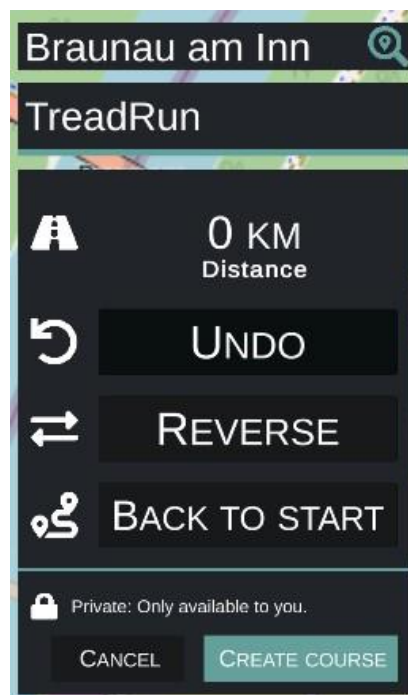 Braunau am Inn
TreadRun
0 KM
Distance
UNDO
REVERSE
BACK TO START
Private: Only available to you.
CANCEL
CREATE COURSE